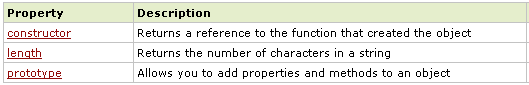 Property Description
constructor Returns a reference to the function that created the object
length Returns the number of characters in a string
prototype Allows you to add properties and methods to an object